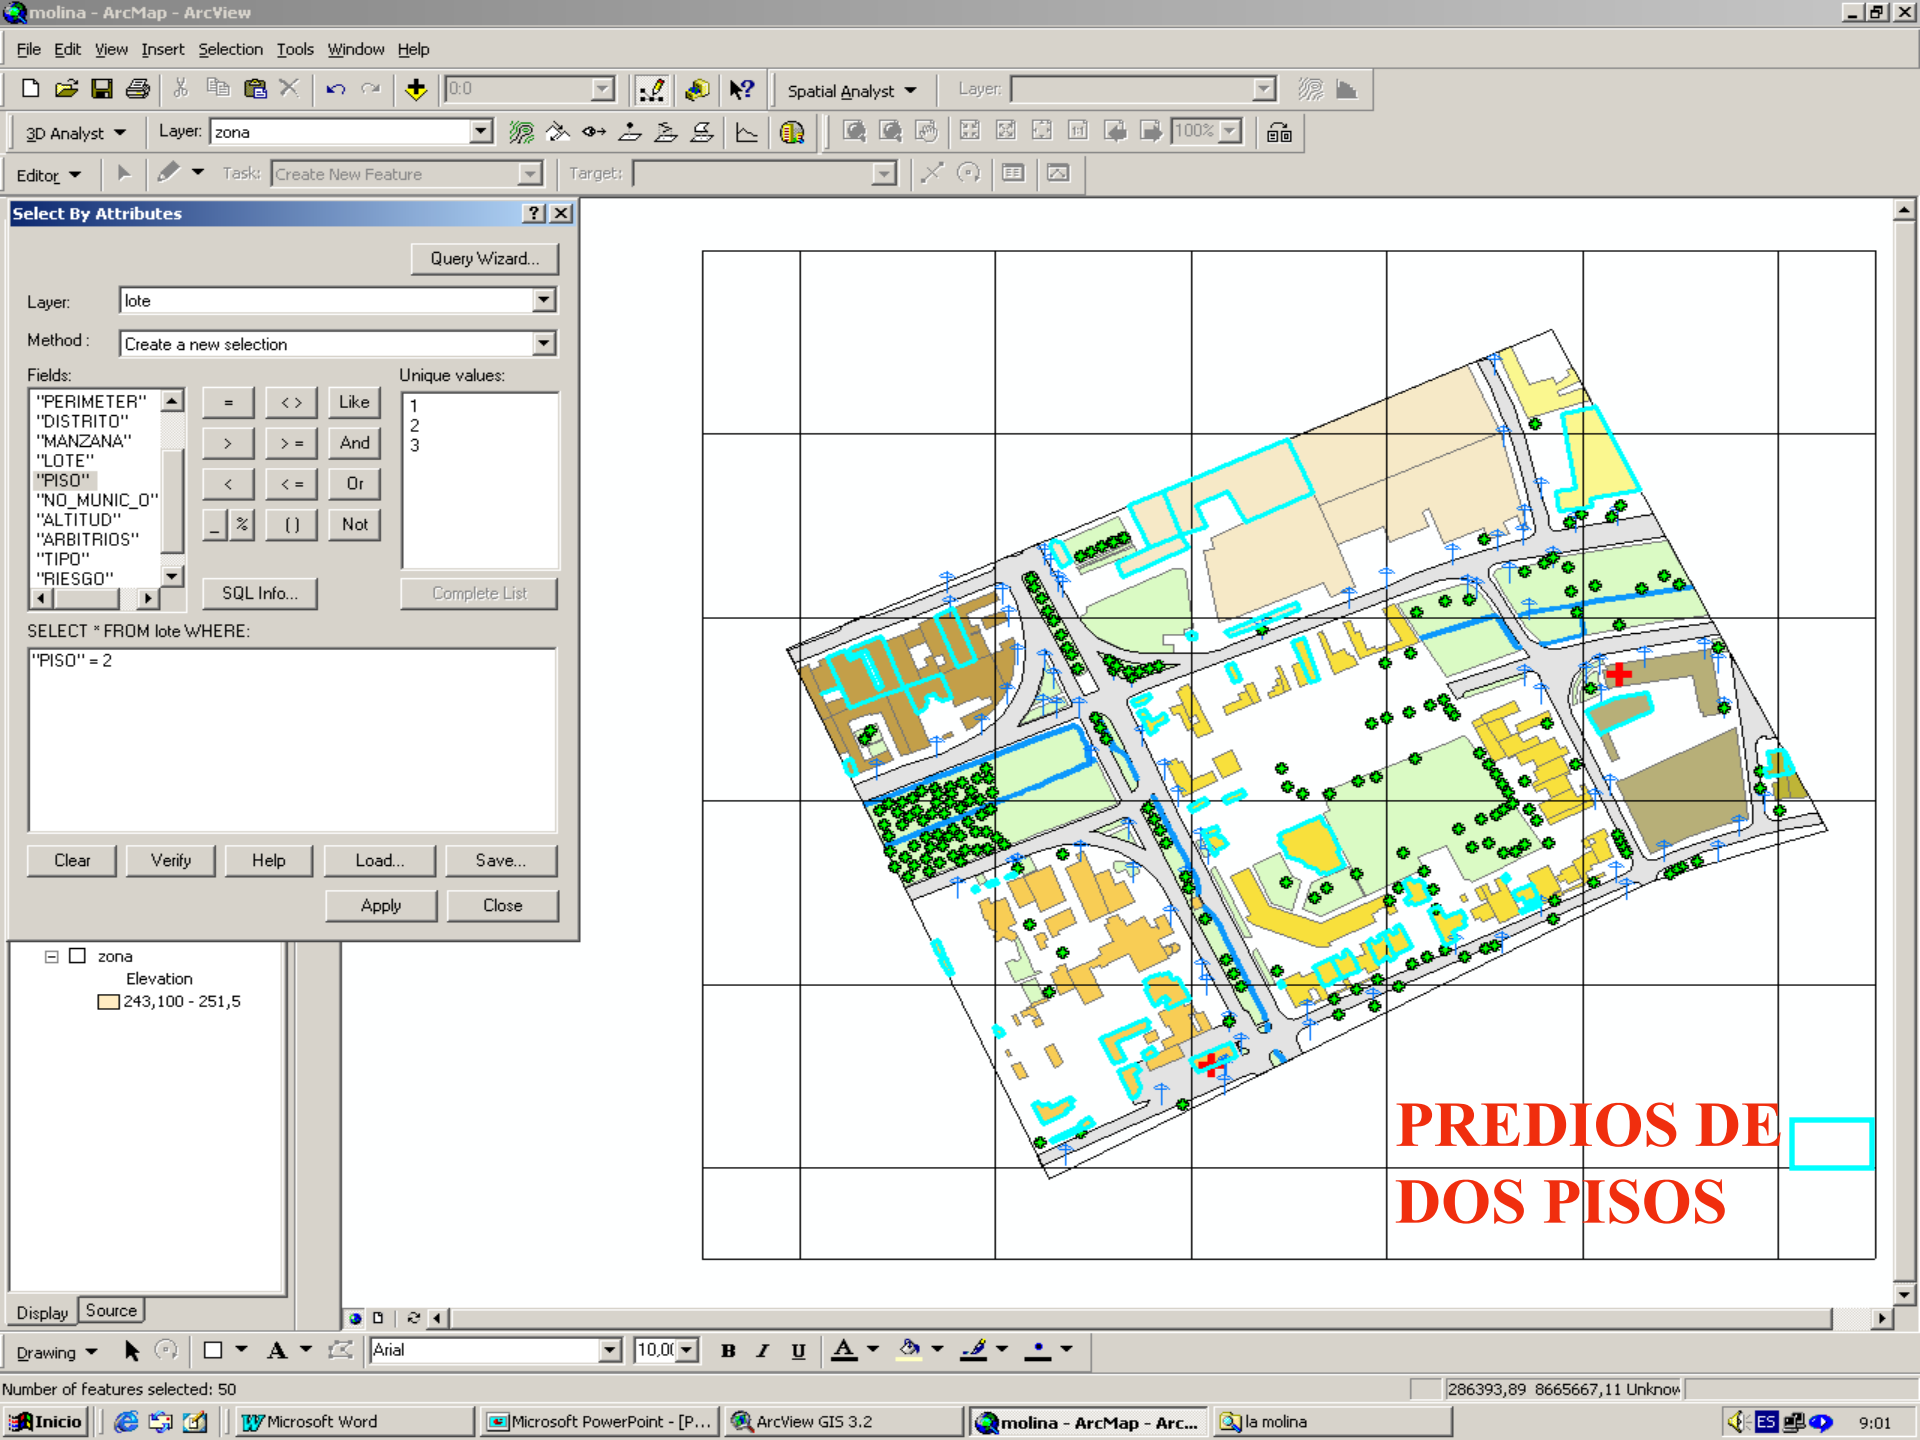 molina - ArcMap - ArcView
File Edit View Insert Selection Tools Window Help
0:0 Spatial Analyst Layer:
3D Analyst Layer: zona 1:1 100%
Editor Task: Create New Feature Target:
Select By Attributes
Query Wizard...
Layer: lote
Method : Create a new selection
Fields: Unique values:
"PERIMETER"
"DISTRITO"
"MANZANA"
"LOTE"
"PISO"
"NO_MUNIC_O"
"ALTITUD"
"ARBITRIOS"
"TIPO"
"RIESGO"
= < > Like
> > = And
< < = Or
_ % ( ) Not
1
2
3
SQL Info... Complete List
SELECT * FROM lote WHERE:
"PISO" = 2
Clear Verify Help Load... Save...
Apply Close
zona
Elevation
243,100 - 251,5
PREDIOS DE
DOS PISOS
Display Source
Drawing A Arial 10,0 B I U A
Number of features selected: 50
286393,89 8665667,11 Unknow
Inicio Microsoft Word Microsoft PowerPoint - [P... ArcView GIS 3.2 molina - ArcMap - Arc... la molina ES 9:01